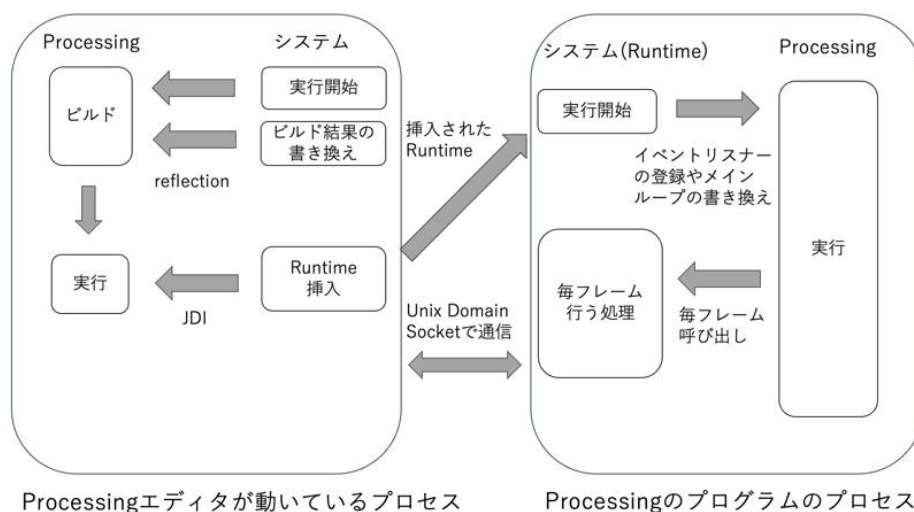 Processing
システム
実行開始
ビルド
ビルド結果の
書き換え
reflection
実行
Runtime
挿入
JDI
挿入された
Runtime
Unix Domain
Socketで通信
システム(Runtime)
Processing
実行開始
イベントリスナー
の登録やメイン
ループの書き換え
実行
毎フレーム
行う処理
毎フレーム
呼び出し
Processingエディタが動いているプロセス
Processingのプログラムのプロセス